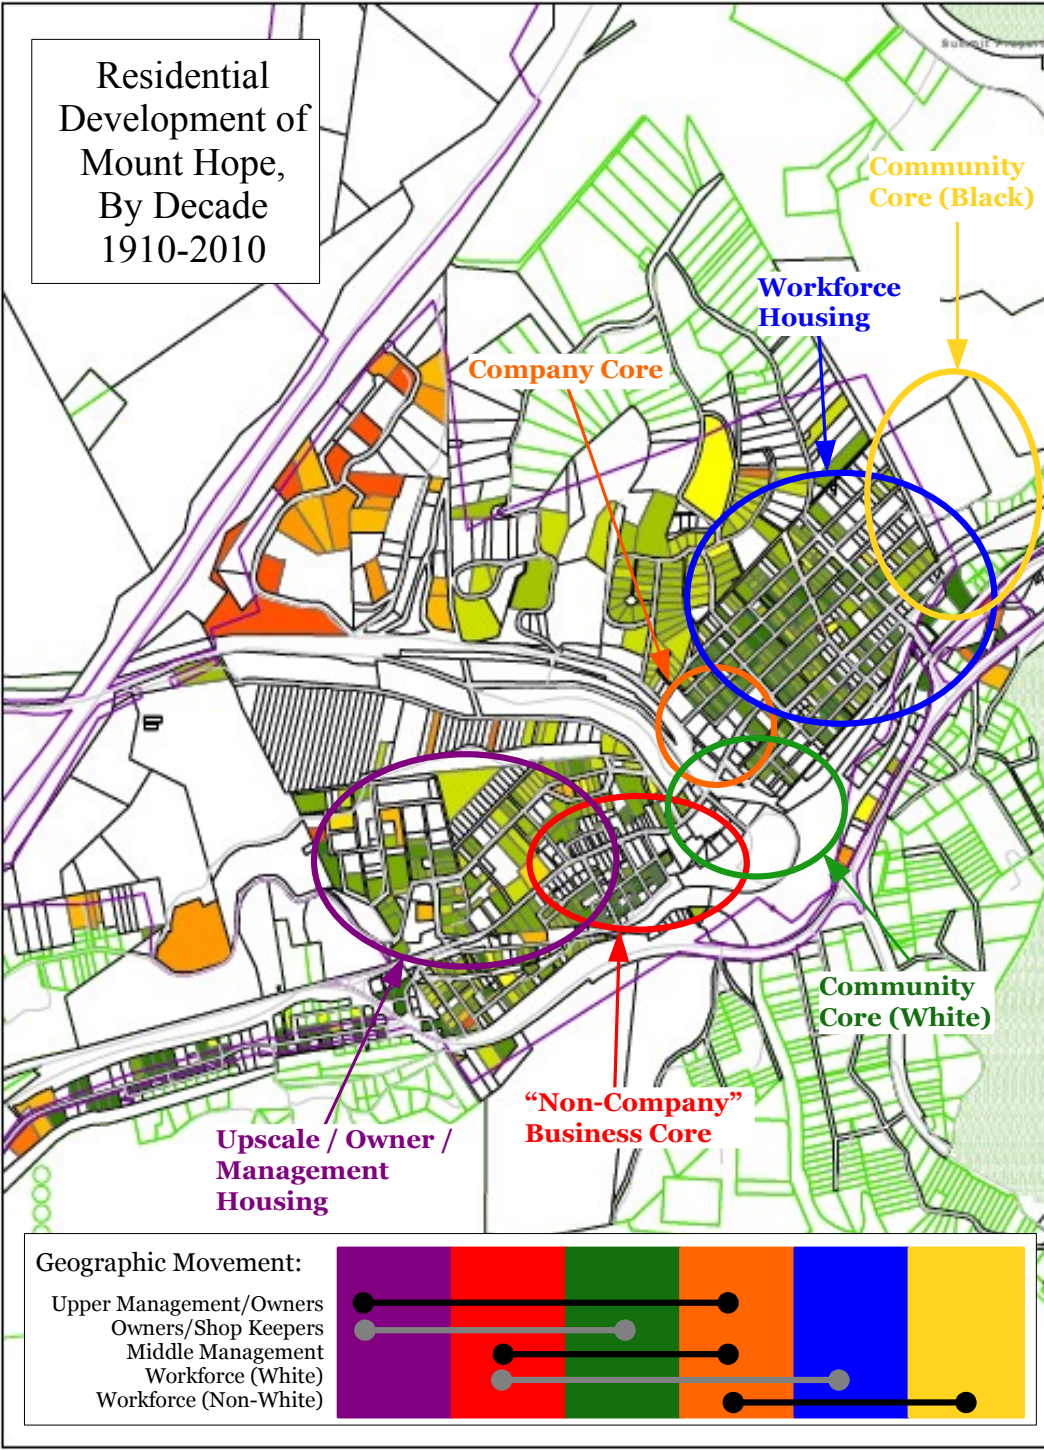 Residential
Development of
Mount Hope,
By Decade
1910-2010
Community
Core (Black)
Workforce
Housing
Company Core
Community
Core (White)
“Non-Company”
Business Core
Upscale / Owner /
Management
Housing
Geographic Movement:
Upper Management/Owners
Owners/Shop Keepers
Middle Management
Workforce (White)
Workforce (Non-White)